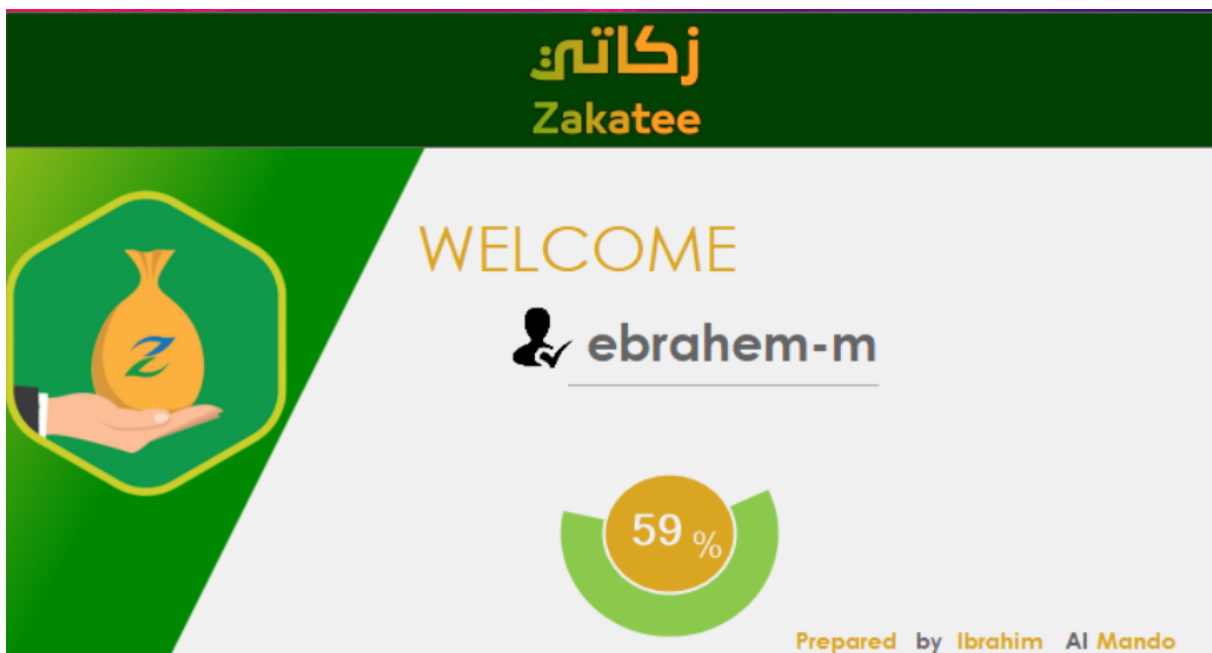 زكاتي
Zakatee
WELCOME
ebrahem-m
59 %
Prepared by Ibrahim Al Mando